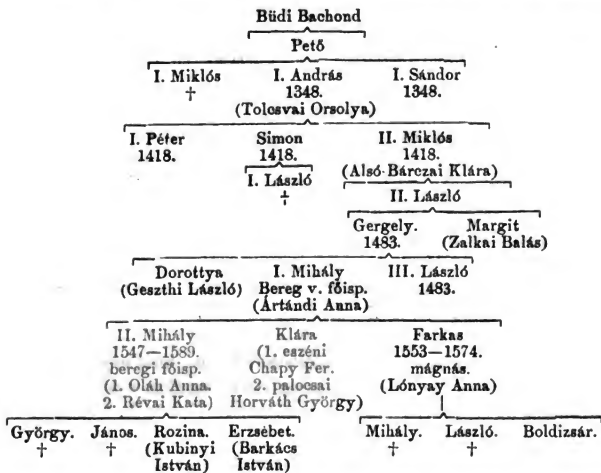 Büdi Bachond
Pető
I. Miklós I. András I. Sándor
† 1348. 1348.
(Tolcsvai Orsolya)
I. Péter Simon II. Miklós
1418. 1418. 1418.
I. László (Alsó-Bárczai Klára)
† II. László
Gergely. Margit
1483. (Zalkai Balás)
Dorottya I. Mihály III. László
(Geszthi László) Bereg v. főisp. 1483.
(Ártándi Anna)
II. Mihály Klára Farkas
1547—1589. (1. eszéni 1553—1574.
beregi főisp. Chapy Fer. mágnás.
(1. Oláh Anna. 2. palocsai (Lónyay Anna)
2. Révai Kata) Horváth György)
György. János. Rozina. Erzsébet. Mihály. László. Boldizsár.
† † (Kubinyi (Barkács † †
István) István)